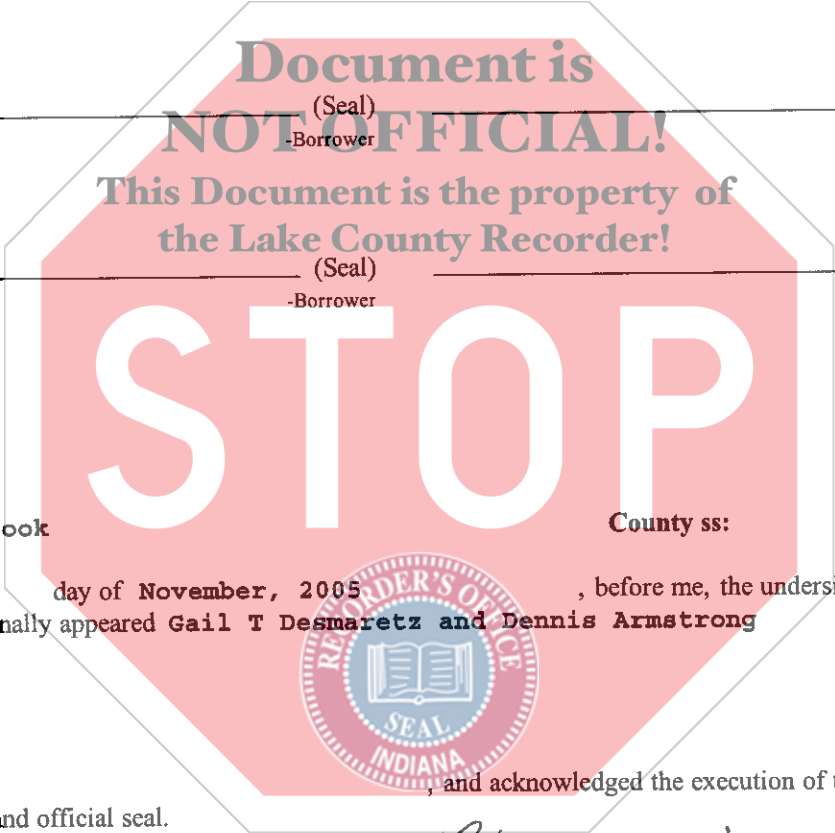 Document is
(Seal)
NOT OFFICIAL!
-Borrower
This Document is the property of
the Lake County Recorder!
(Seal)
-Borrower
STOP
ook County ss:
day of November, 2005 , before me, the undersi
nally appeared Gail T Desmaretz and Dennis Armstrong
RECORDER'S OFFICE
SEAL
INDIANA
, and acknowledged the execution of t
and official seal.